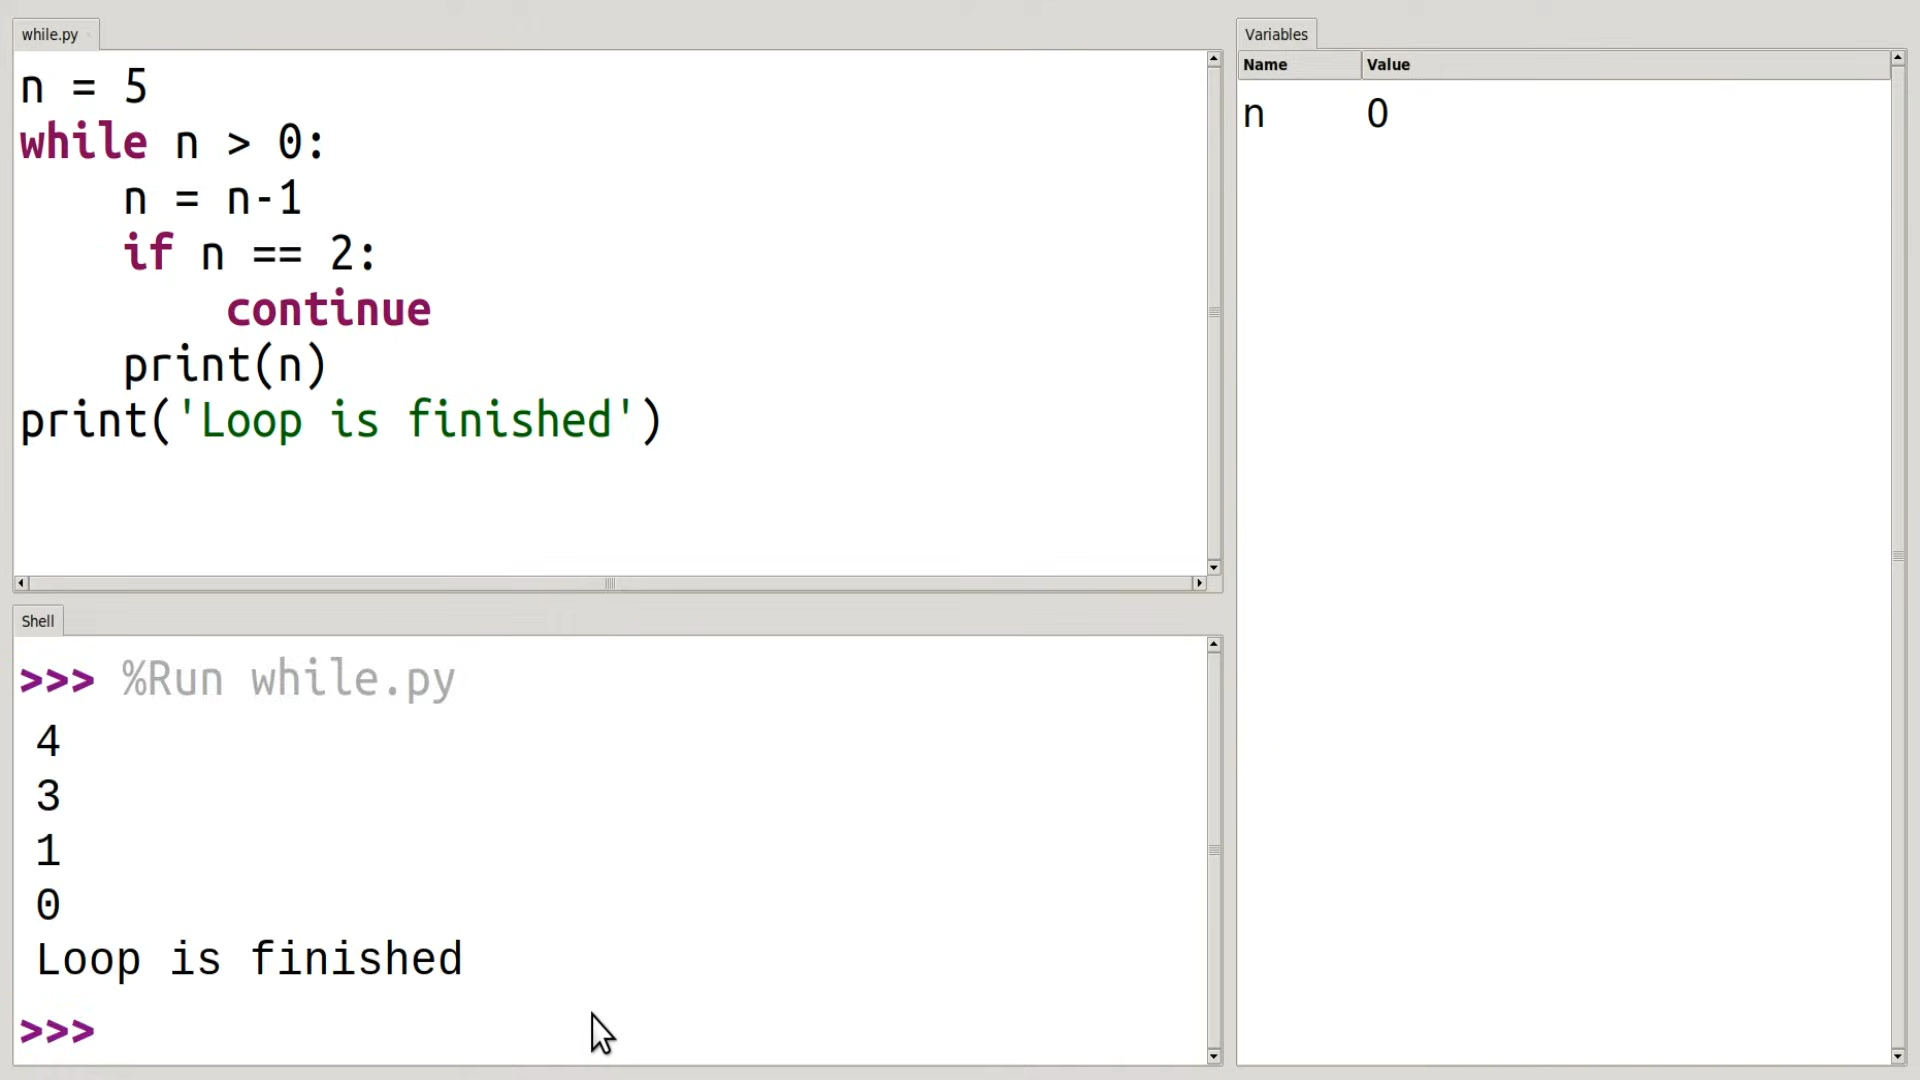 while.py
n = 5
while n > 0:
    n = n-1
    if n == 2:
        continue
    print(n)
print('Loop is finished')
Shell
>>> %Run while.py
4
3
1
0
Loop is finished
>>>
Variables
Name Value
n 0